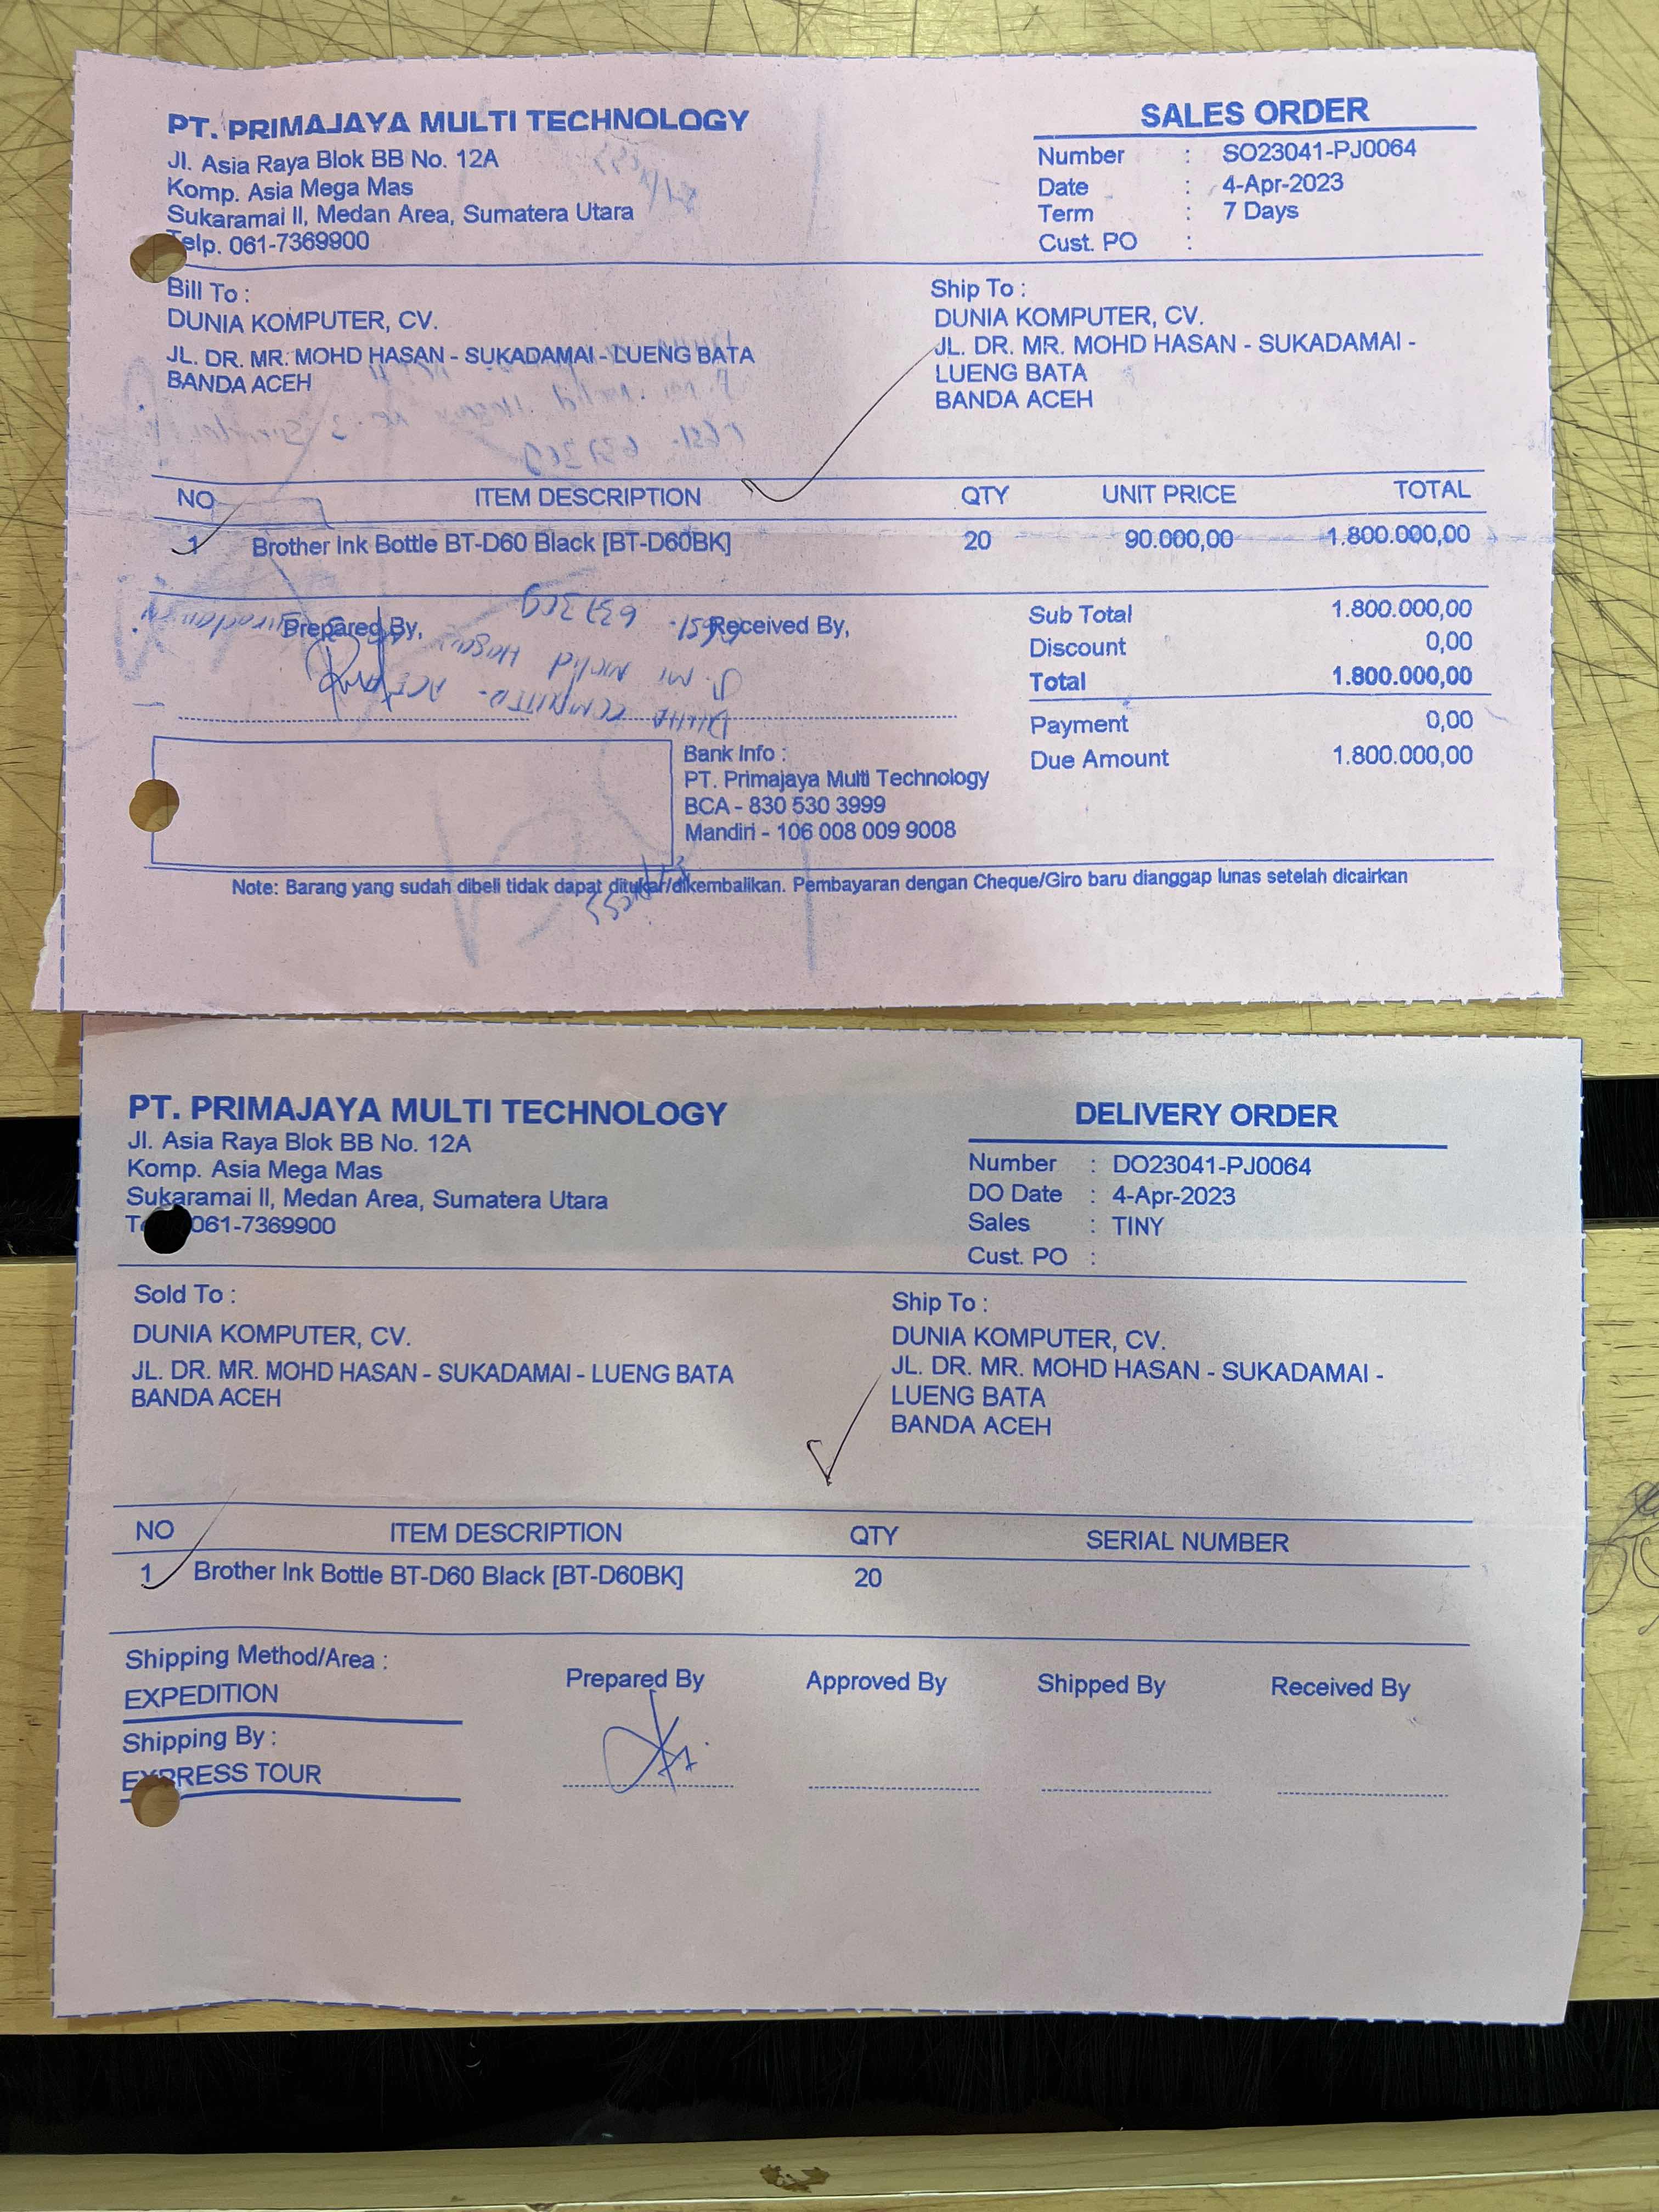 PT. PRIMAJAYA MULTI TECHNOLOGY
Jl. Asia Raya Blok BB No. 12A
Komp. Asia Mega Mas
Sukaramai II, Medan Area, Sumatera Utara
Telp. 061-7369900
SALES ORDER
Number : SO23041-PJ0064
Date : 4-Apr-2023
Term : 7 Days
Cust. PO :
Bill To :
DUNIA KOMPUTER, CV.
JL. DR. MR. MOHD HASAN - SUKADAMAI - LUENG BATA
BANDA ACEH
Ship To :
DUNIA KOMPUTER, CV.
JL. DR. MR. MOHD HASAN - SUKADAMAI -
LUENG BATA
BANDA ACEH
NO ITEM DESCRIPTION QTY UNIT PRICE TOTAL
1 Brother Ink Bottle BT-D60 Black [BT-D60BK] 20 90.000,00 1.800.000,00
Prepared By, Received By,
Sub Total 1.800.000,00
Discount 0,00
Total 1.800.000,00
Payment 0,00
Due Amount 1.800.000,00
Bank Info :
PT. Primajaya Multi Technology
BCA - 830 530 3999
Mandiri - 106 008 009 9008
Note: Barang yang sudah dibeli tidak dapat ditukar/dikembalikan. Pembayaran dengan Cheque/Giro baru dianggap lunas setelah dicairkan
PT. PRIMAJAYA MULTI TECHNOLOGY
Jl. Asia Raya Blok BB No. 12A
Komp. Asia Mega Mas
Sukaramai II, Medan Area, Sumatera Utara
061-7369900
DELIVERY ORDER
Number : DO23041-PJ0064
DO Date : 4-Apr-2023
Sales : TINY
Cust. PO :
Sold To :
DUNIA KOMPUTER, CV.
JL. DR. MR. MOHD HASAN - SUKADAMAI - LUENG BATA
BANDA ACEH
Ship To :
DUNIA KOMPUTER, CV.
JL. DR. MR. MOHD HASAN - SUKADAMAI -
LUENG BATA
BANDA ACEH
NO ITEM DESCRIPTION QTY SERIAL NUMBER
1 Brother Ink Bottle BT-D60 Black [BT-D60BK] 20
Shipping Method/Area :
EXPEDITION
Shipping By :
EXPRESS TOUR
Prepared By Approved By Shipped By Received By